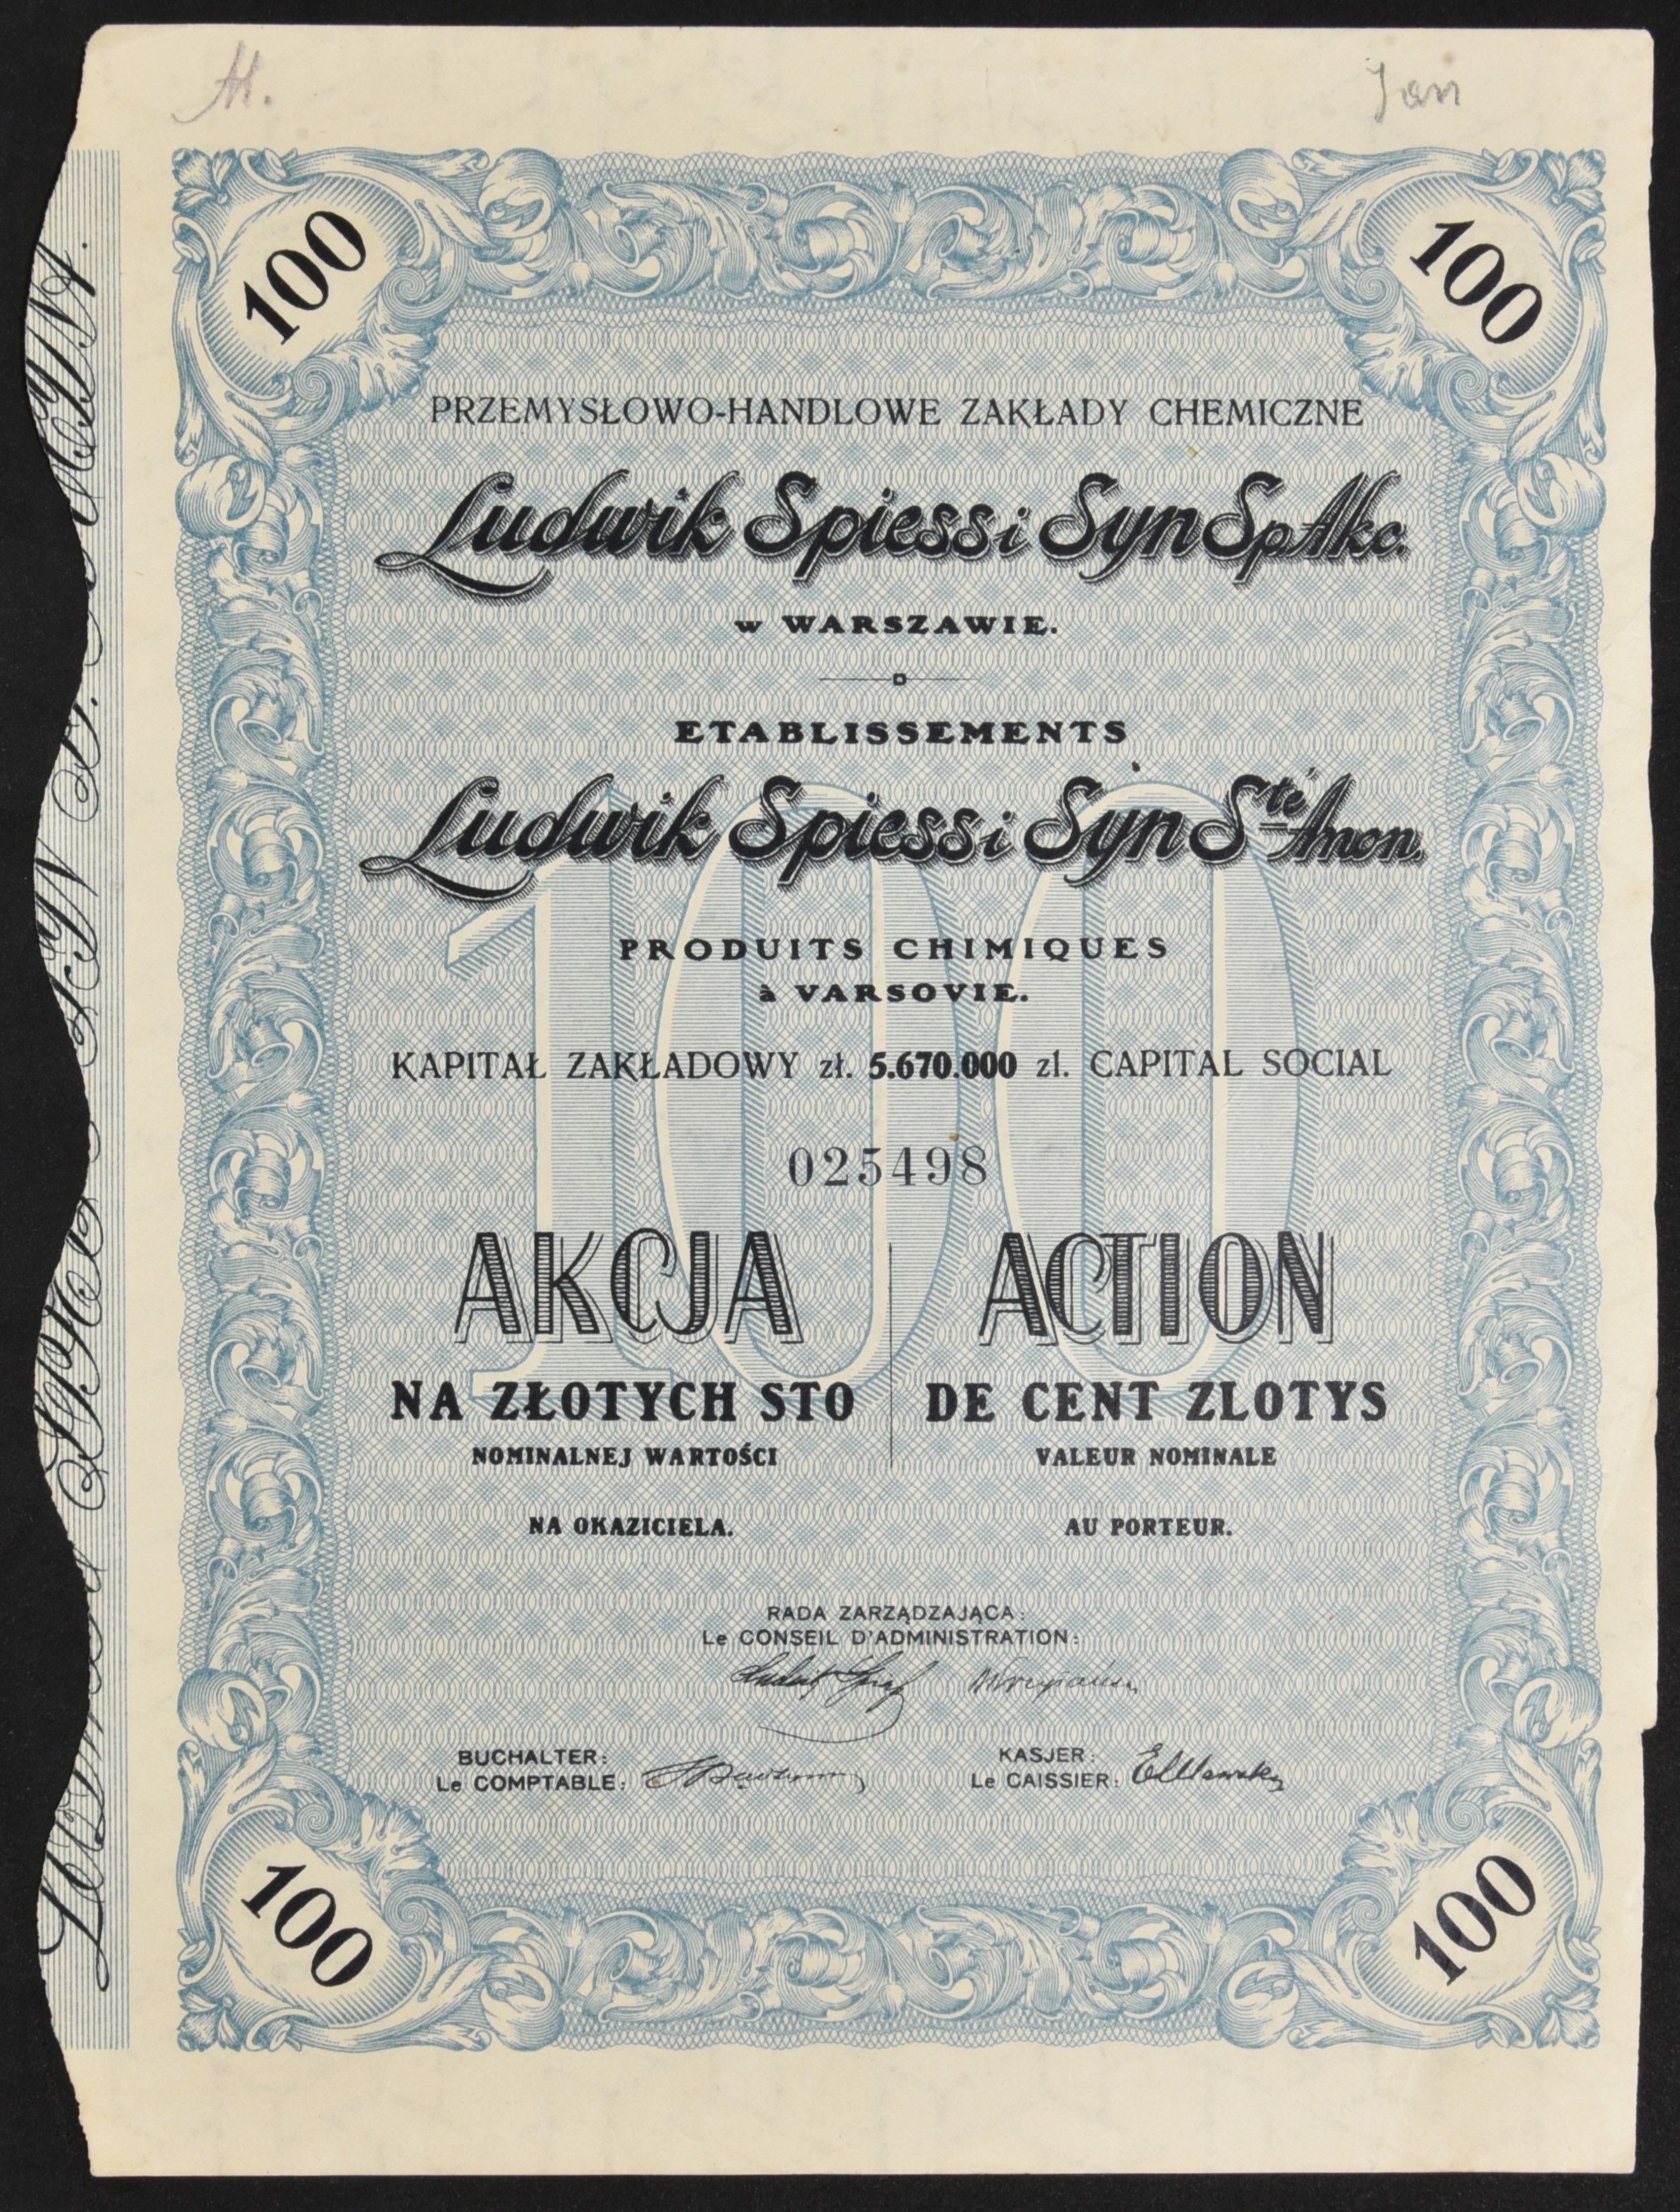 Jan
100
100
PRZEMYSŁOWO-HANDLOWE ZAKŁADY CHEMICZNE
Ludwik Spiess i Syn Sp Akc.
w WARSZAWIE.
ETABLISSEMENTS
Ludwik Spiess i Syn Sté Anon.
PRODUITS CHIMIQUES
à VARSOVIE.
KAPITAŁ ZAKŁADOWY zł. 5.670.000 zl. CAPITAL SOCIAL
100
025498
AKCJA ACTION
NA ZŁOTYCH STO DE CENT ZLOTYS
NOMINALNEJ WARTOŚCI VALEUR NOMINALE
NA OKAZICIELA. AU PORTEUR.
RADA ZARZĄDZAJĄCA:
Le CONSEIL D'ADMINISTRATION:
BUCHALTER: KASJER:
Le COMPTABLE: Le CAISSIER:
100
100